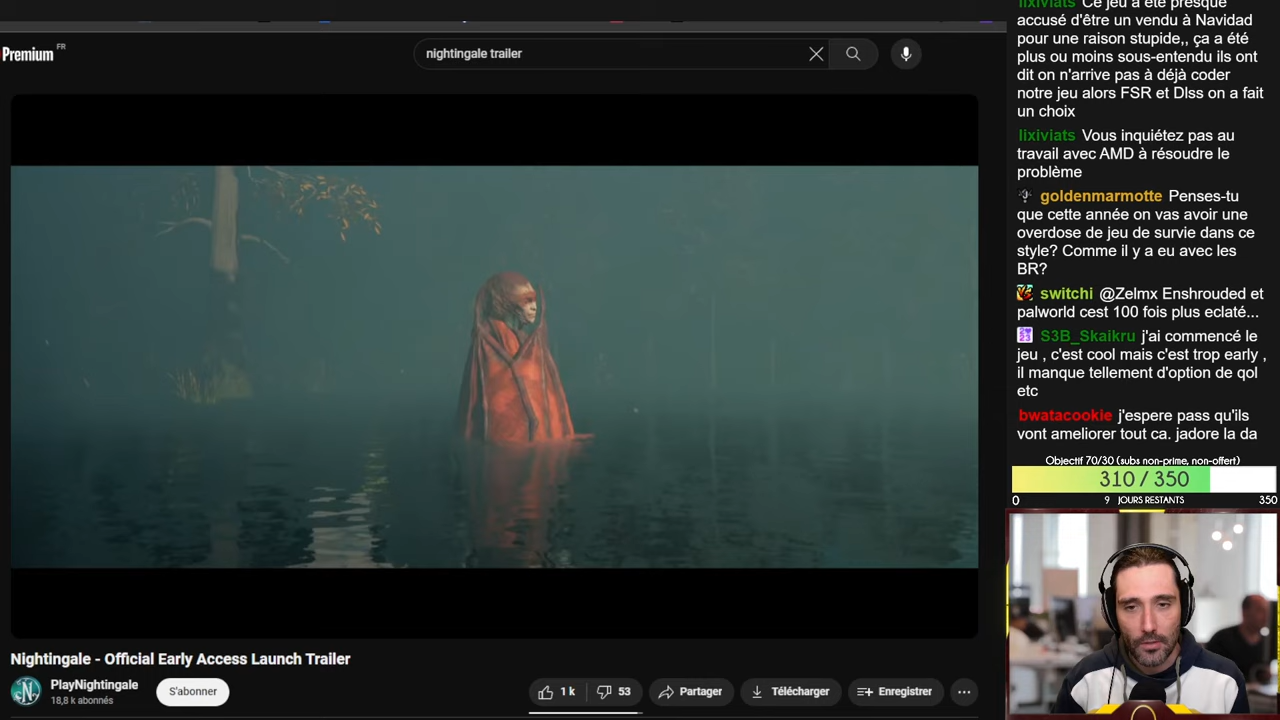 Premium FR
nightingale trailer
Nightingale - Official Early Access Launch Trailer
PlayNightingale
18,8 k abonnés
S'abonner
1 k
53
Partager
Télécharger
Enregistrer
lixiviats Ce jeu a été presque
accusé d'être un vendu à Navidad
pour une raison stupide,, ça a été
plus ou moins sous-entendu ils ont
dit on n'arrive pas à déjà coder
notre jeu alors FSR et Dlss on a fait
un choix
lixiviats Vous inquiétez pas au
travail avec AMD à résoudre le
problème
goldenmarmotte Penses-tu
que cette année on vas avoir une
overdose de jeu de survie dans ce
style? Comme il y a eu avec les
BR?
switchi @Zelmx Enshrouded et
palworld cest 100 fois plus eclaté...
S3B_Skaikru j'ai commencé le
jeu , c'est cool mais c'est trop early ,
il manque tellement d'option de qol
etc
bwatacookie j'espere pass qu'ils
vont ameliorer tout ca. jadore la da
Objectif 70/30 (subs non-prime, non-offert)
310 / 350
0 9 JOURS RESTANTS 350